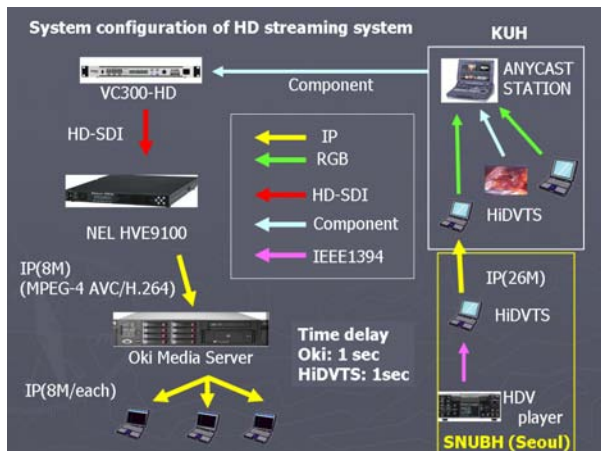 System configuration of HD streaming system
KUH
ANYCAST
STATION
VC300-HD
Component
HD-SDI
IP
RGB
HD-SDI
Component
IEEE1394
HiDVTS
NEL HVE9100
IP(8M)
(MPEG-4 AVC/H.264)
IP(26M)
HiDVTS
Oki Media Server
Time delay
Oki: 1 sec
HiDVTS: 1sec
IP(8M/each)
HDV
player
SNUBH (Seoul)